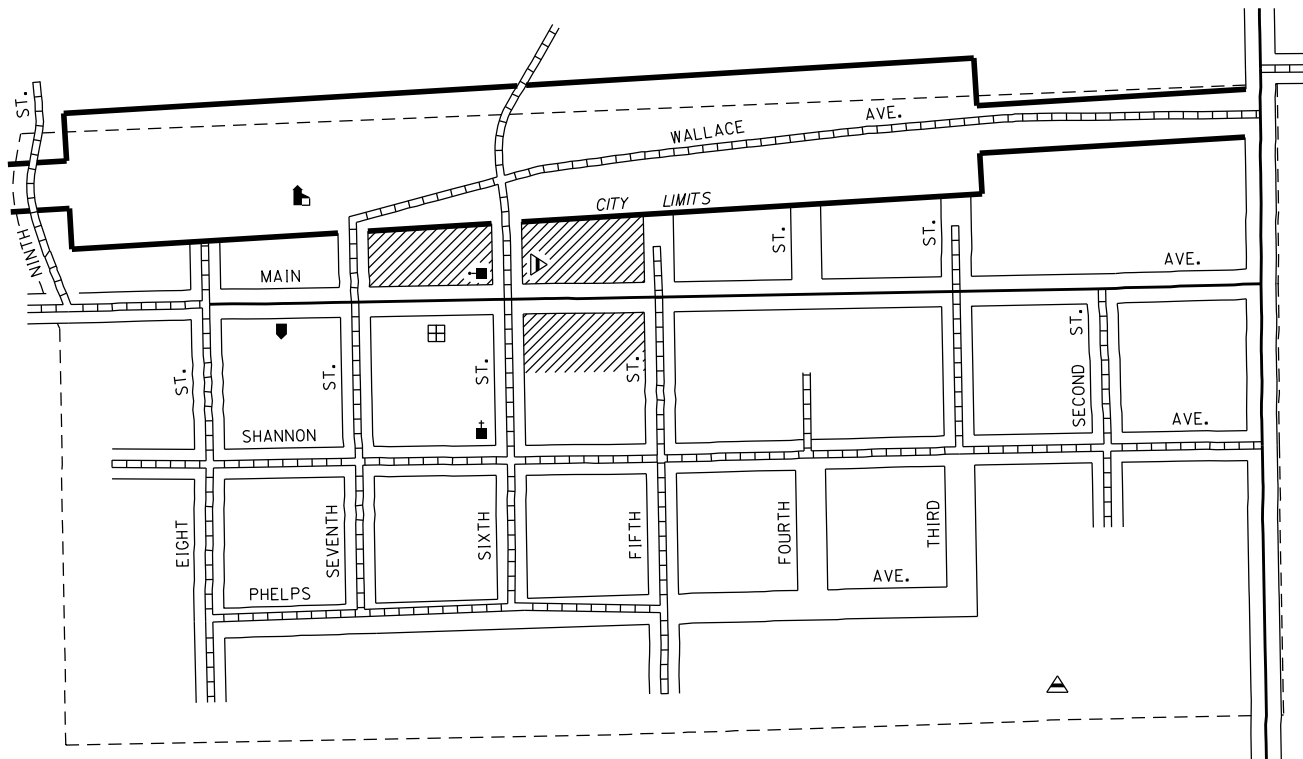 ST.
WALLACE AVE.
CITY LIMITS
NINTH
MAIN
ST.
ST.
AVE.
ST.
ST.
ST.
ST.
ST.
SECOND
SHANNON
AVE.
EIGHT
SEVENTH
SIXTH
FIFTH
FOURTH
THIRD
PHELPS
AVE.